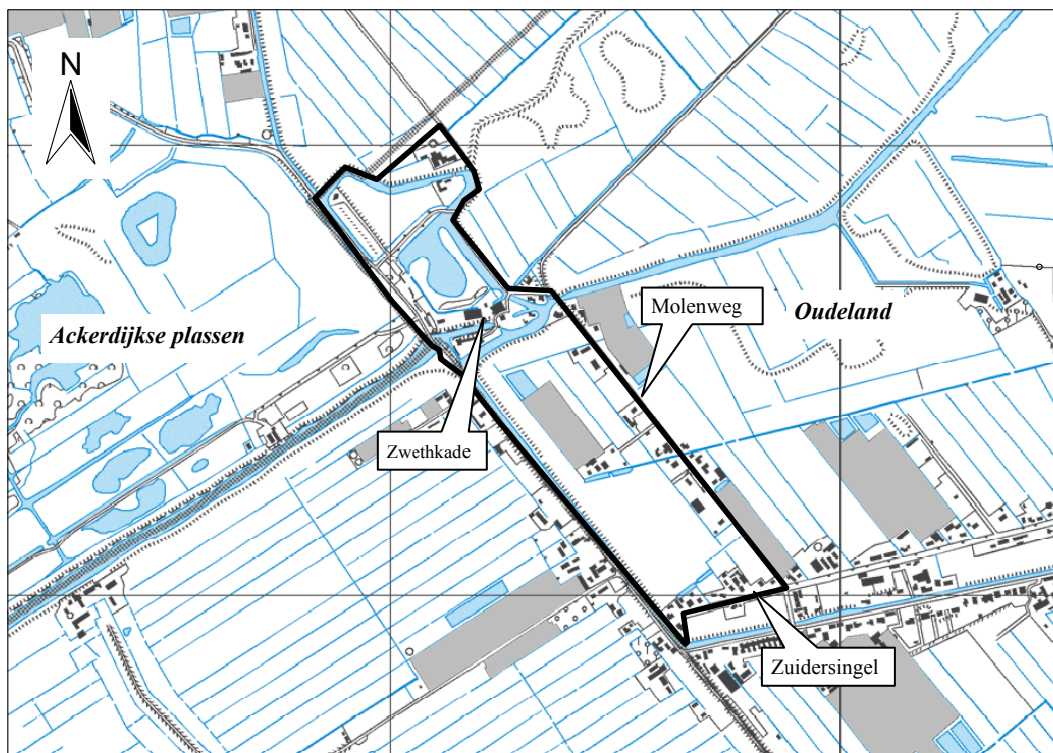 N
Molenweg
Oudeland
Ackerdijkse plassen
Zwethkade
Zuidersingel